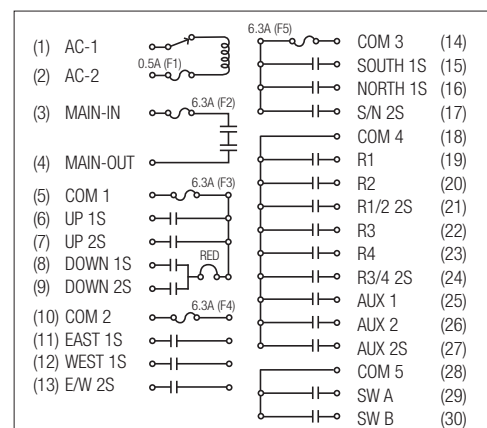 (1) AC-1
0.5A (F1)
(2) AC-2
(3) MAIN-IN 6.3A (F2)
(4) MAIN-OUT
6.3A (F3)
(5) COM 1
(6) UP 1S
(7) UP 2S
RED
(8) DOWN 1S
(9) DOWN 2S
6.3A (F4)
(10) COM 2
(11) EAST 1S
(12) WEST 1S
(13) E/W 2S
6.3A (F5)
COM 3 (14)
SOUTH 1S (15)
NORTH 1S (16)
S/N 2S (17)
COM 4 (18)
R1 (19)
R2 (20)
R1/2 2S (21)
R3 (22)
R4 (23)
R3/4 2S (24)
AUX 1 (25)
AUX 2 (26)
AUX 2S (27)
COM 5 (28)
SW A (29)
SW B (30)